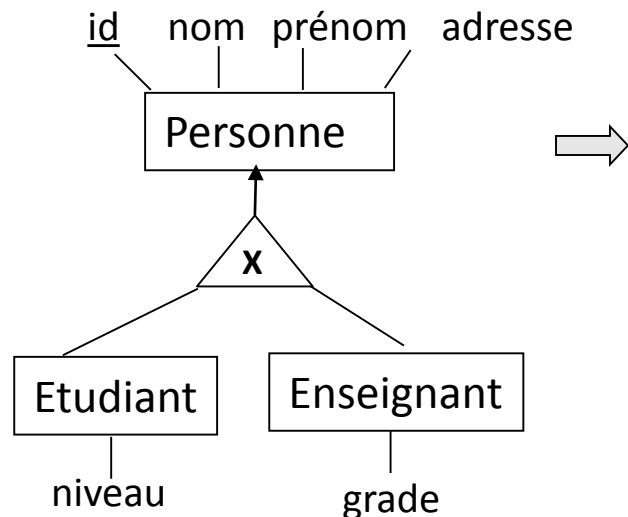 id nom prénom adresse
Personne
X
Etudiant Enseignant
niveau grade